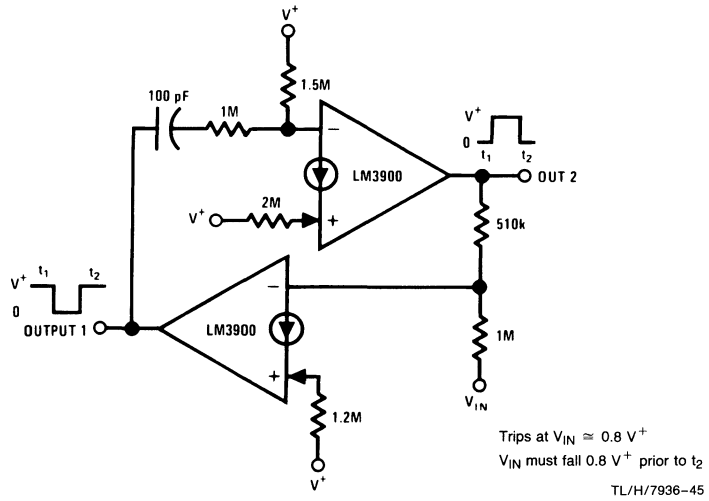 V+
1.5M
100 pF
1M
−
LM3900
V+
0
t1 t2
OUT 2
2M
V+
+
510k
t1 t2
V+
0
OUTPUT 1
−
LM3900
+
1M
VIN
1.2M
V+
Trips at VIN ≃ 0.8 V+
VIN must fall 0.8 V+ prior to t2
TL/H/7936–45